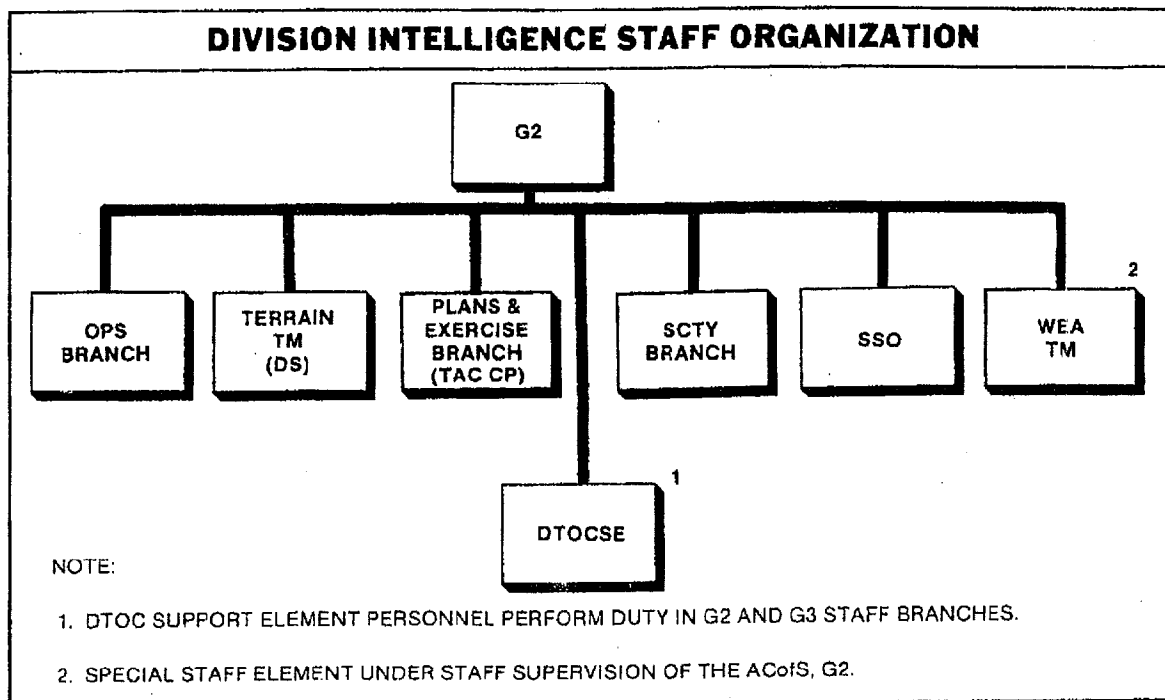 DIVISION INTELLIGENCE STAFF ORGANIZATION
G2
OPS
BRANCH
TERRAIN
TM
(DS)
PLANS &
EXERCISE
BRANCH
(TAC CP)
SCTY
BRANCH
SSO
2
WEA
TM
1
DTOCSE
NOTE:
1. DTOC SUPPORT ELEMENT PERSONNEL PERFORM DUTY IN G2 AND G3 STAFF BRANCHES.
2. SPECIAL STAFF ELEMENT UNDER STAFF SUPERVISION OF THE ACofS, G2.